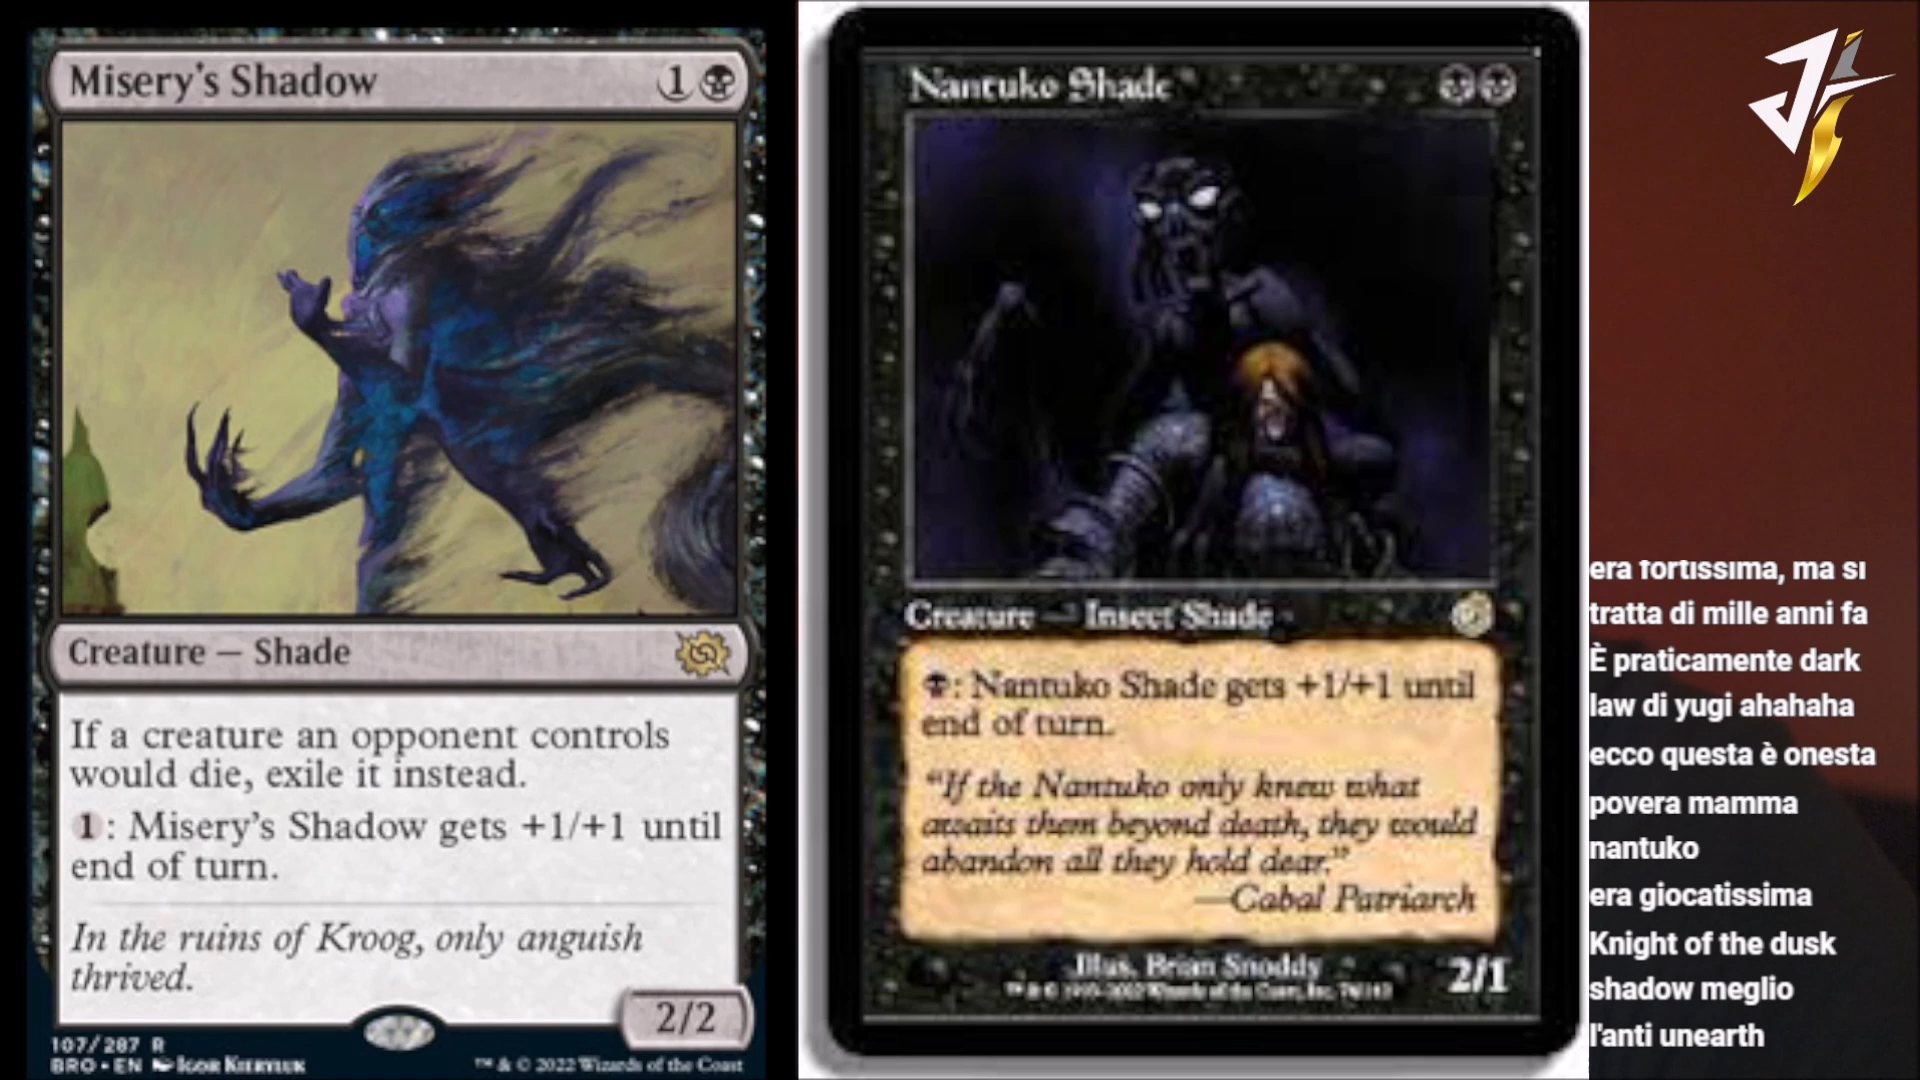 Misery's Shadow
1
If a creature an opponent controls
would die, exile it instead.
1: Misery's Shadow gets +1/+1 until
end of turn.
In the ruins of Kroog, only anguish
thrived.
Creature — Shade
2/2
107/287 R
BRO • EN Igor Kieryluk
™ & © 2022 Wizards of the Coast
Nantuko Shade
Creature — Insect Shade
: Nantuko Shade gets +1/+1 until
end of turn.
"If the Nantuko only knew what
awaits them beyond death, they would
abandon all they hold dear."
—Cabal Patriarch
Illus. Brian Snoddy
2/1
era fortissima, ma si
tratta di mille anni fa
È praticamente dark
law di yugi ahahaha
ecco questa è onesta
povera mamma
nantuko
era giocatissima
Knight of the dusk
shadow meglio
l'anti unearth